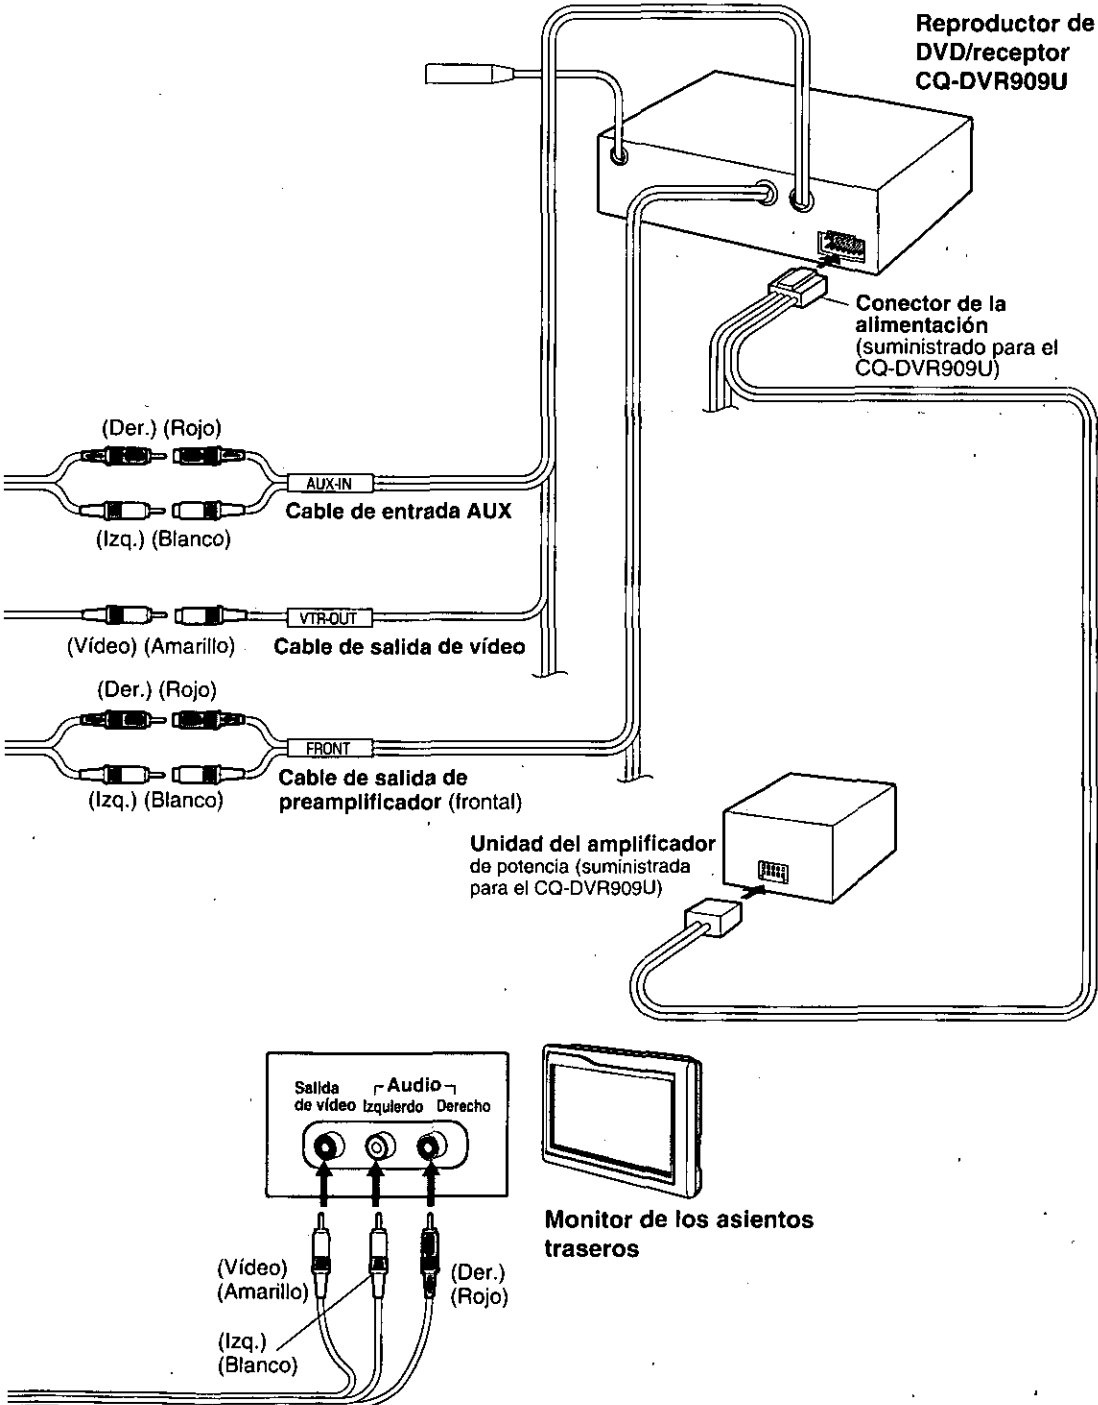 Reproductor de
DVD/receptor
CQ-DVR909U
Conector de la
alimentación
(suministrado para el
CQ-DVR909U)
(Der.) (Rojo)
AUX-IN
Cable de entrada AUX
(Izq.) (Blanco)
VTR-OUT
(Vídeo) (Amarillo)
Cable de salida de vídeo
(Der.) (Rojo)
FRONT
Cable de salida de
preamplificador (frontal)
(Izq.) (Blanco)
Unidad del amplificador
de potencia (suministrada
para el CQ-DVR909U)
Salida
de vídeo
Audio
Izquierdo Derecho
Monitor de los asientos
traseros
(Vídeo)
(Amarillo)
(Der.)
(Rojo)
(Izq.)
(Blanco)